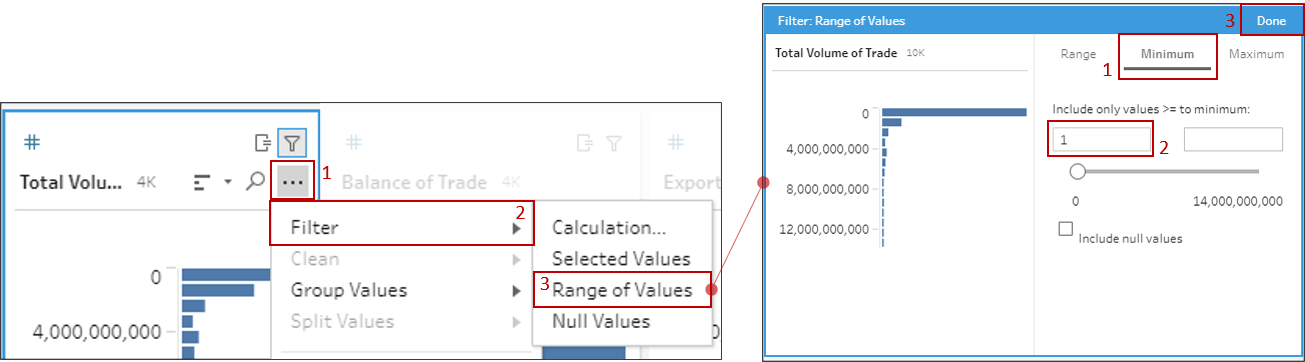 #
#
#
Total Volu... 4K
...
1
Balance of Trade 4K
Export
Filter
2
Clean
Group Values
Split Values
Calculation...
Selected Values
3
Range of Values
Null Values
0
4,000,000,000
Filter: Range of Values
3
Done
Total Volume of Trade 10K
Range
1
Minimum
Maximum
Include only values >= to minimum:
1
2
0
4,000,000,000
8,000,000,000
12,000,000,000
0
14,000,000,000
Include null values